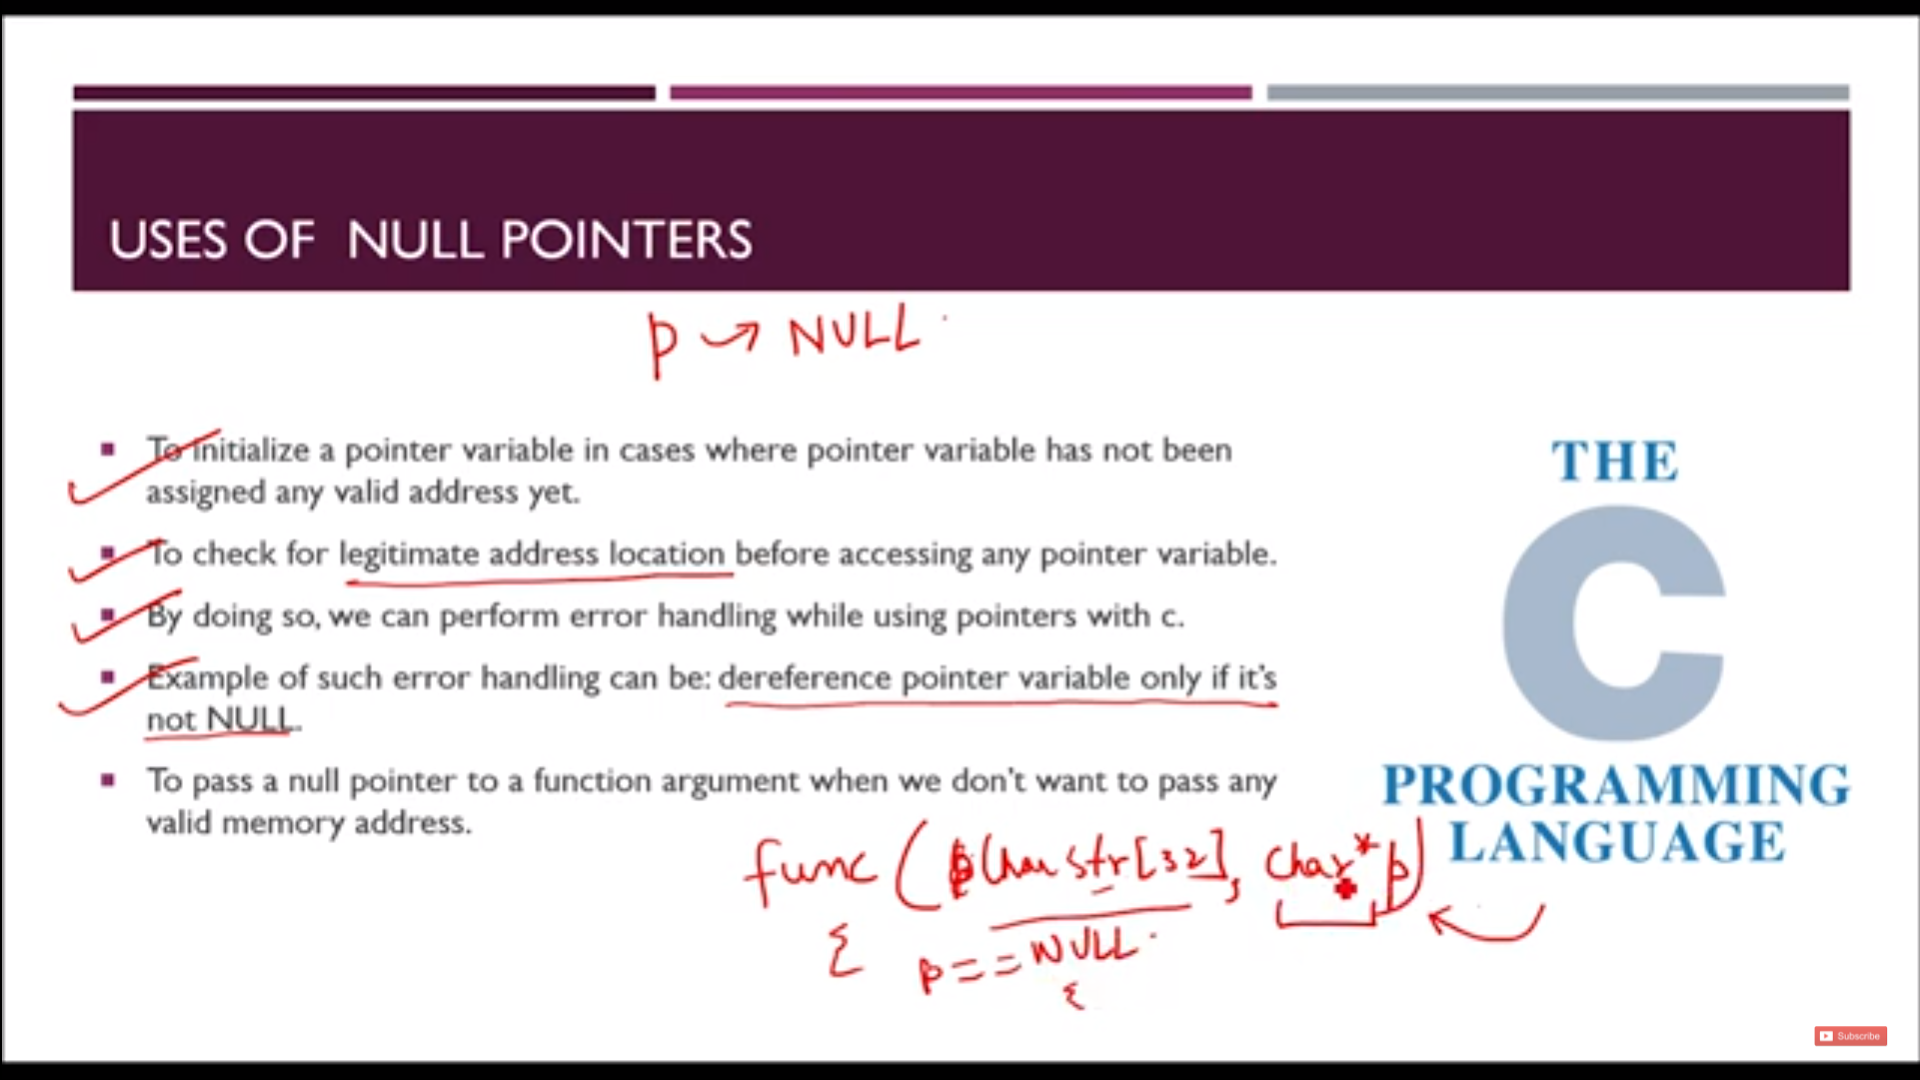 USES OF NULL POINTERS
p → NULL
▪ To initialize a pointer variable in cases where pointer variable has not been
assigned any valid address yet.
▪ To check for legitimate address location before accessing any pointer variable.
▪ By doing so, we can perform error handling while using pointers with c.
▪ Example of such error handling can be: dereference pointer variable only if it's
not NULL.
▪ To pass a null pointer to a function argument when we don't want to pass any
valid memory address.
func ( char str[32], char* p)
{ p == NULL
{
THE
C
PROGRAMMING
LANGUAGE
Subscribe